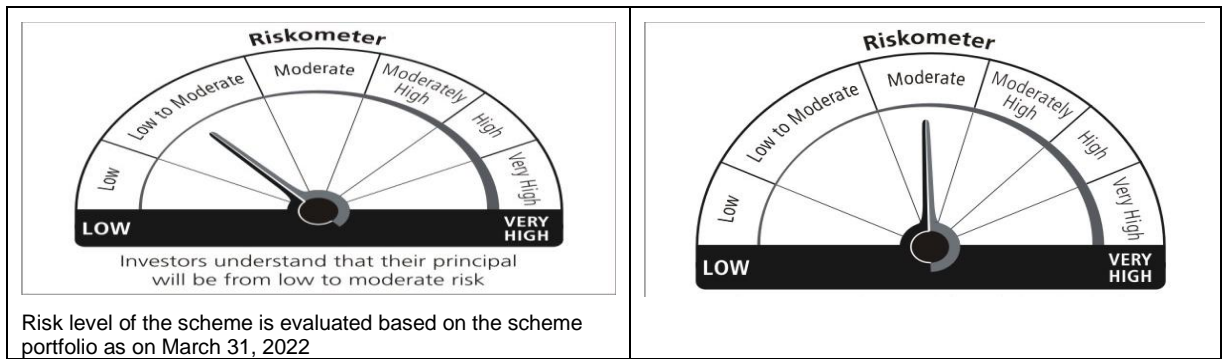 Riskometer
Low
Low to Moderate
Moderate
Moderately
High
High
Very High
LOW
VERY
HIGH
Investors understand that their principal
will be from low to moderate risk
Risk level of the scheme is evaluated based on the scheme
portfolio as on March 31, 2022
Riskometer
Low
Low to Moderate
Moderate
Moderately
High
High
Very High
LOW
VERY
HIGH